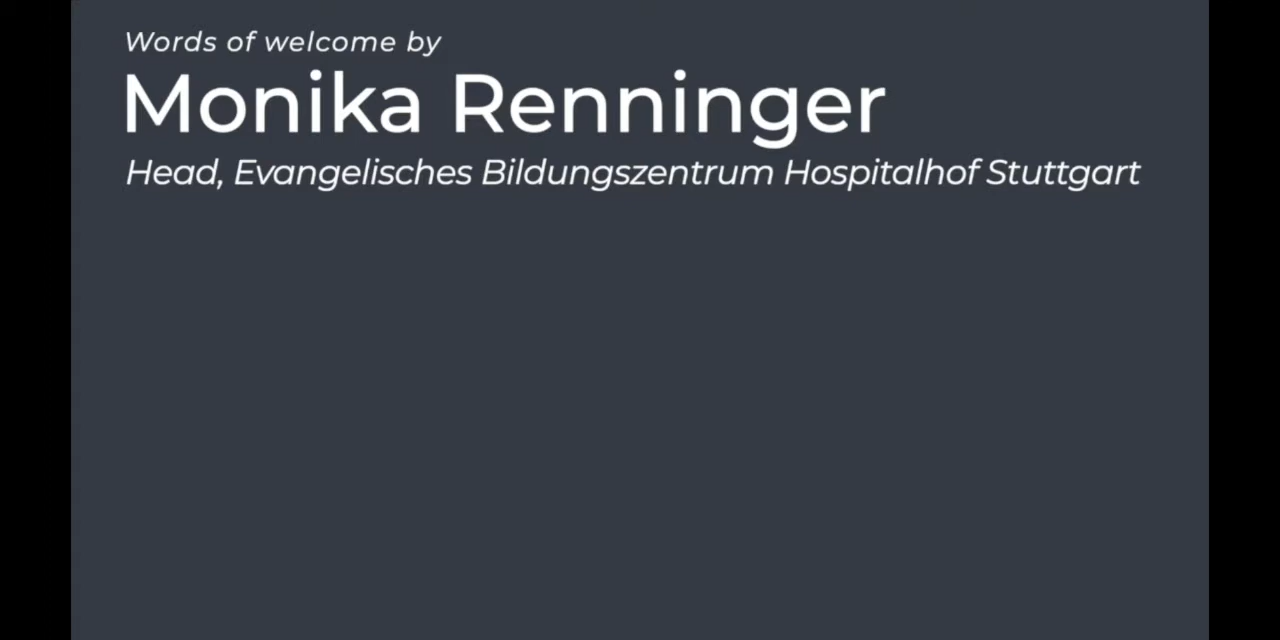 Words of welcome by
Monika Renninger
Head, Evangelisches Bildungszentrum Hospitalhof Stuttgart